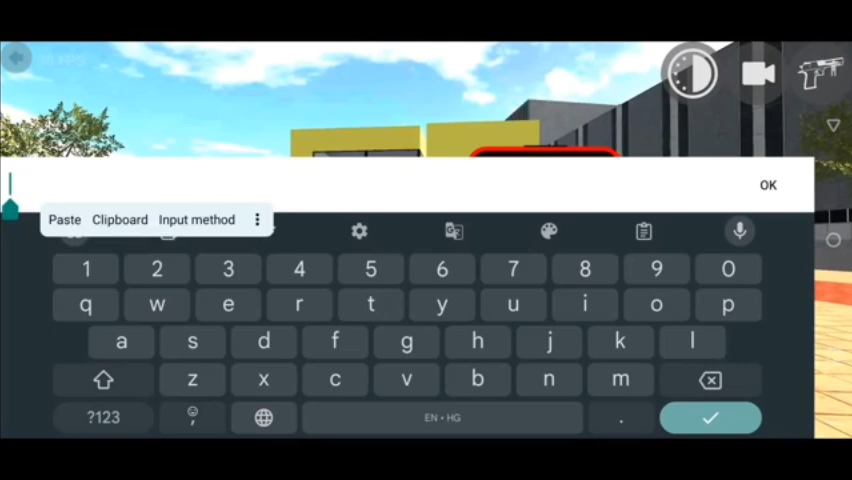 OK
Paste Clipboard Input method
1 2 3 4 5 6 7 8 9 0
q w e r t y u i o p
a s d f g h j k l
z x c v b n m
?123 , EN • HG .